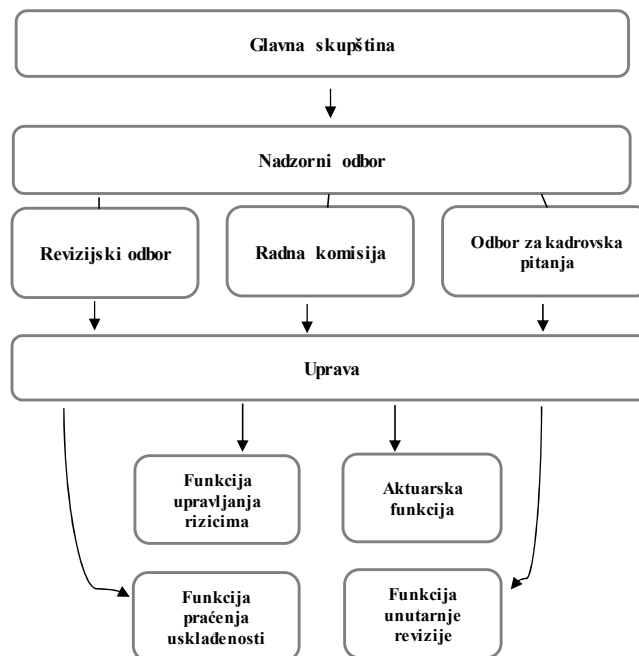 Glavna skupština
Nadzorni odbor
Revizijski odbor
Radna komisija
Odbor za kadrovska
pitanja
Uprava
Funkcija
upravljanja
rizicima
Aktuarska
funkcija
Funkcija
praćenja
usklađenosti
Funkcija
unutarnje
revizije